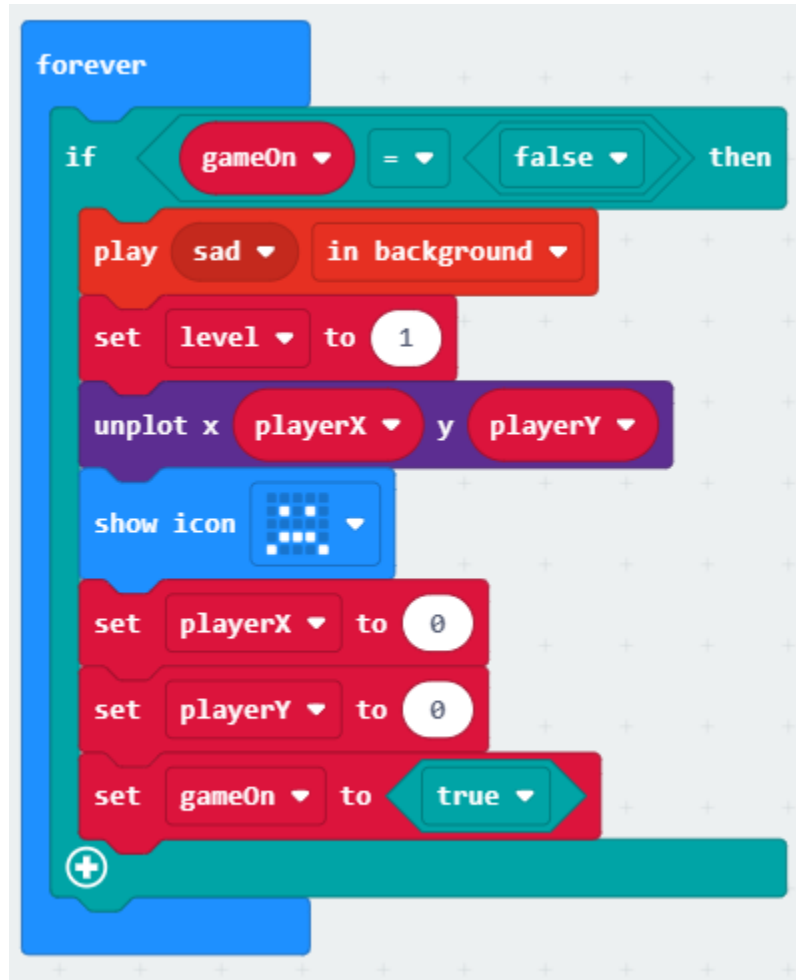 forever
if gameOn = false then
play sad in background
set level to 1
unplot x playerX y playerY
show icon
set playerX to 0
set playerY to 0
set gameOn to true